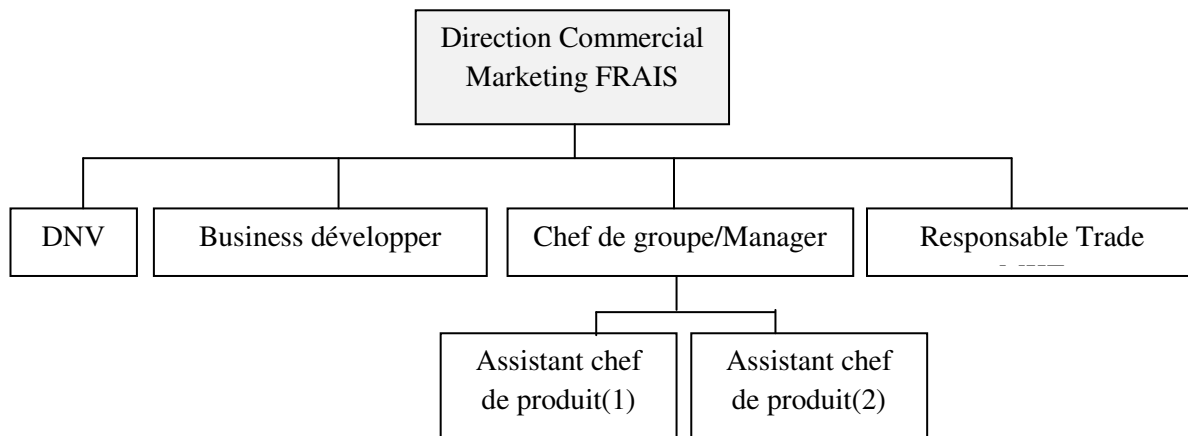 Direction Commercial
Marketing FRAIS
DNV
Business développer
Chef de groupe/Manager
Responsable Trade
Assistant chef
de produit(1)
Assistant chef
de produit(2)